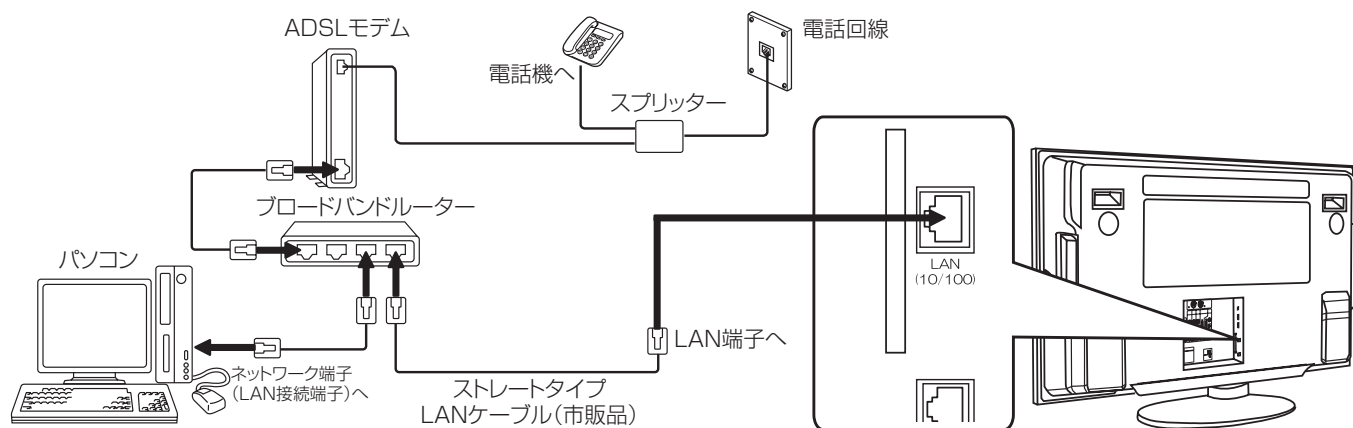 ADSLモデム
電話機へ
スプリッター
電話回線
ブロードバンドルーター
パソコン
ネットワーク端子
(LAN接続端子)へ
ストレートタイプ
LANケーブル(市販品)
LAN端子へ
LAN
(10/100)